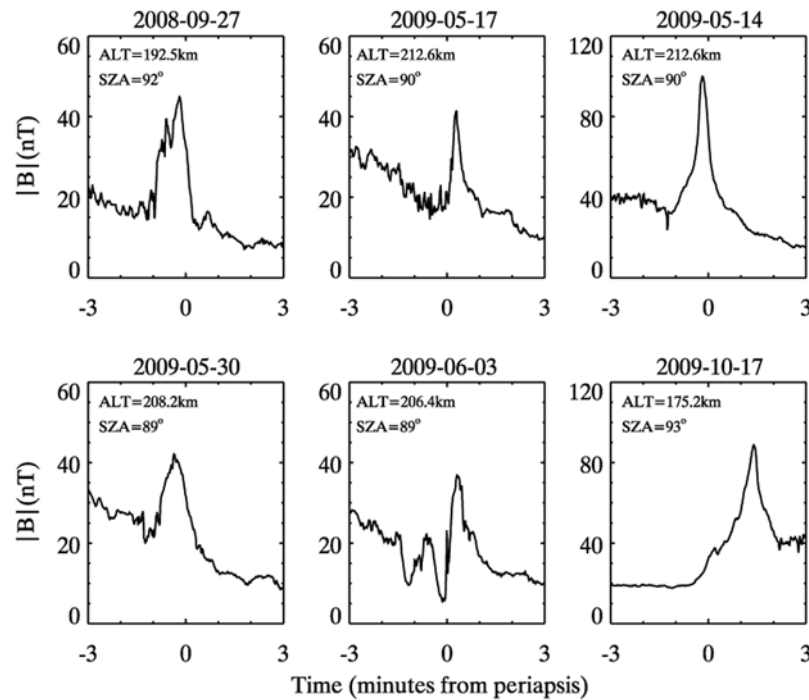 2008-09-27
2009-05-17
2009-05-14
60
60
120
ALT=192.5km
ALT=212.6km
ALT=212.6km
SZA=92°
SZA=90°
SZA=90°
40
40
80
|B|(nT)
20
20
40
0
0
0
-3 0 3
-3 0 3
-3 0 3
2009-05-30
2009-06-03
2009-10-17
60
60
120
ALT=208.2km
ALT=206.4km
ALT=175.2km
SZA=89°
SZA=89°
SZA=93°
40
40
80
|B|(nT)
20
20
40
0
0
0
-3 0 3
-3 0 3
-3 0 3
Time (minutes from periapsis)